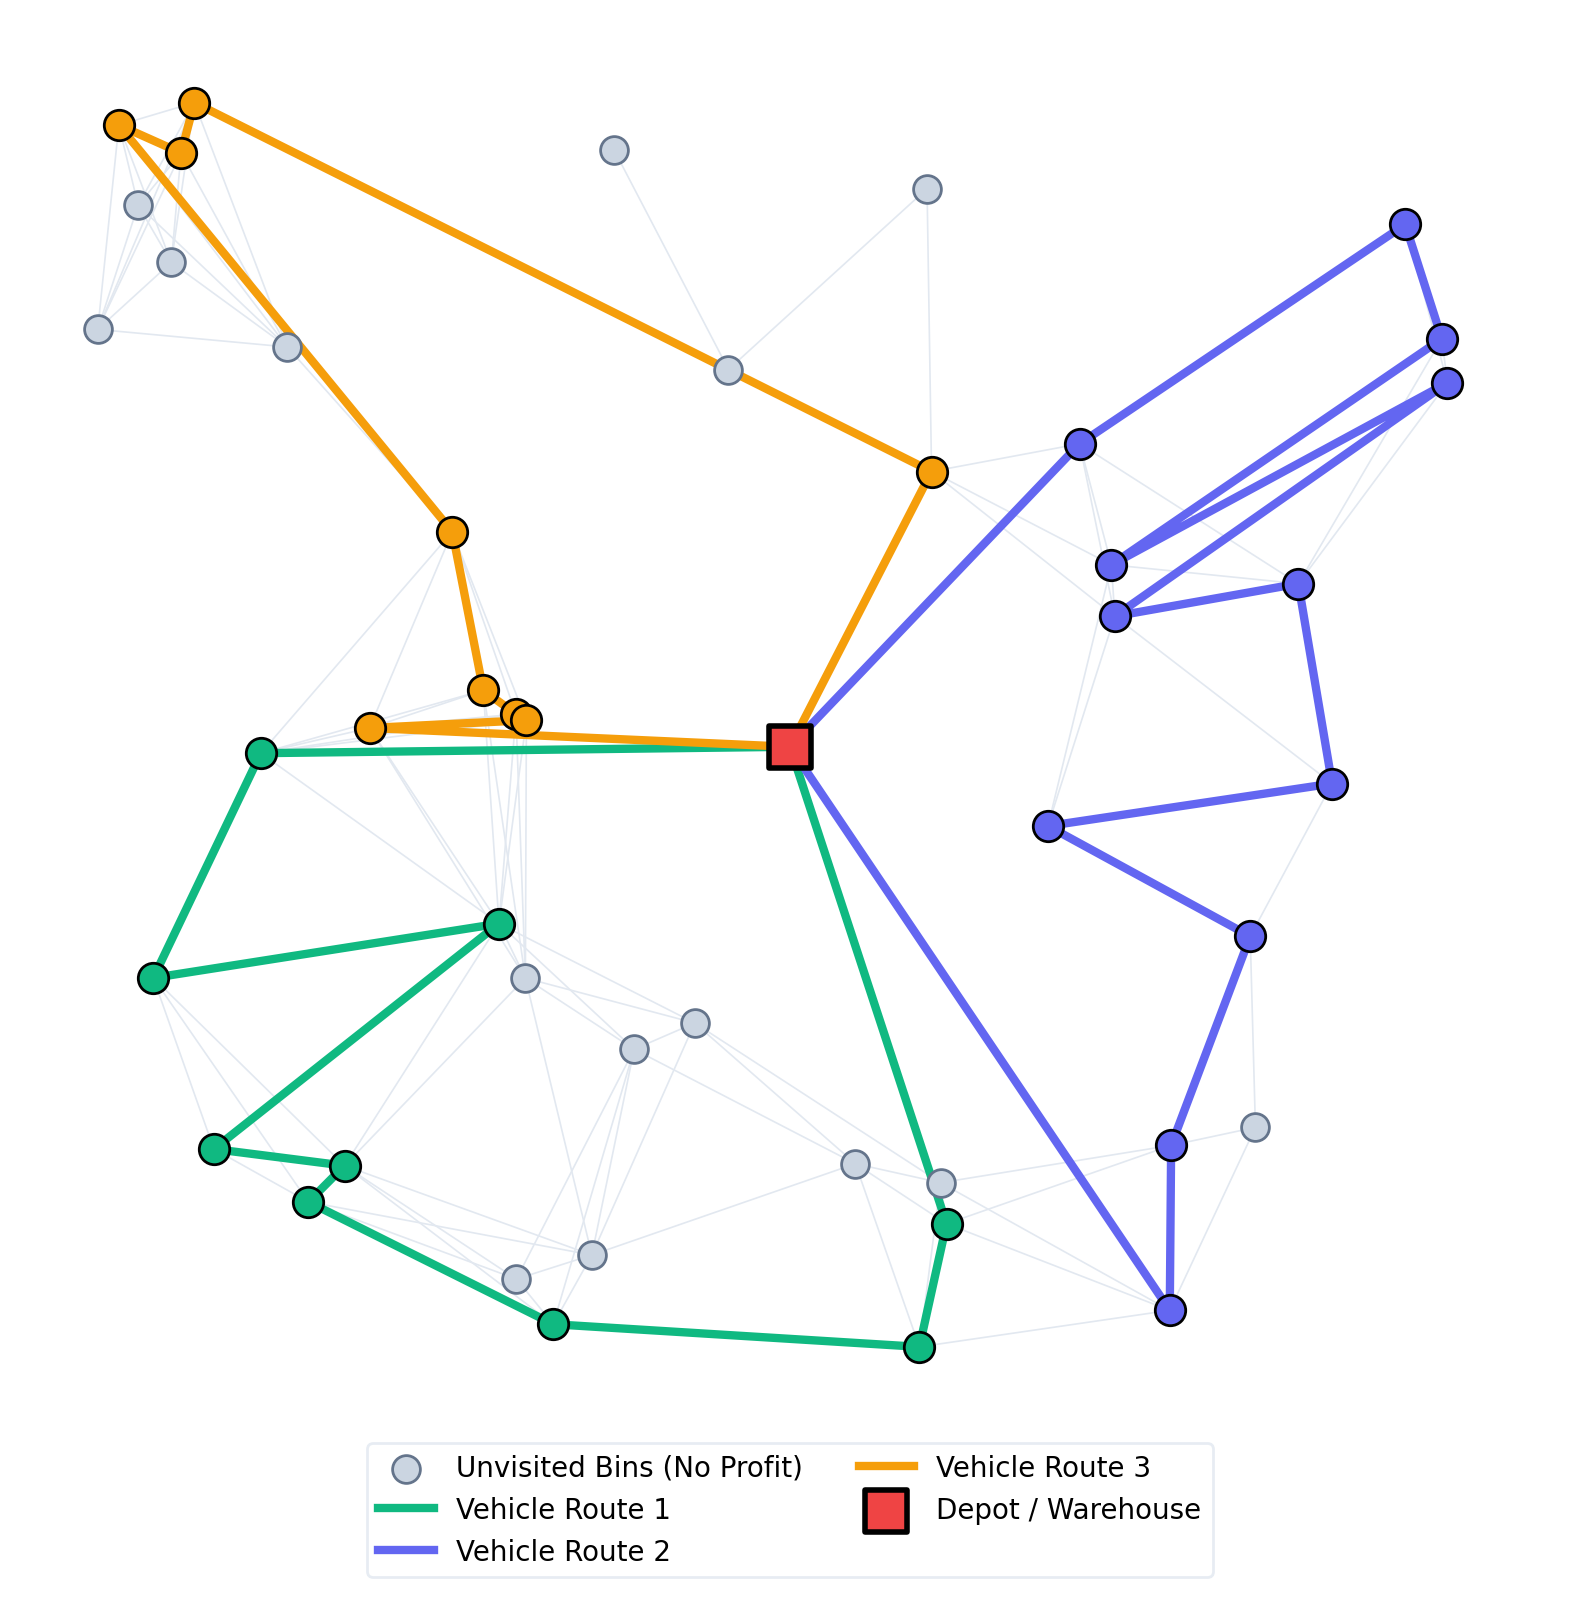 Unvisited Bins (No Profit)
Vehicle Route 1
Vehicle Route 2
Vehicle Route 3
Depot / Warehouse